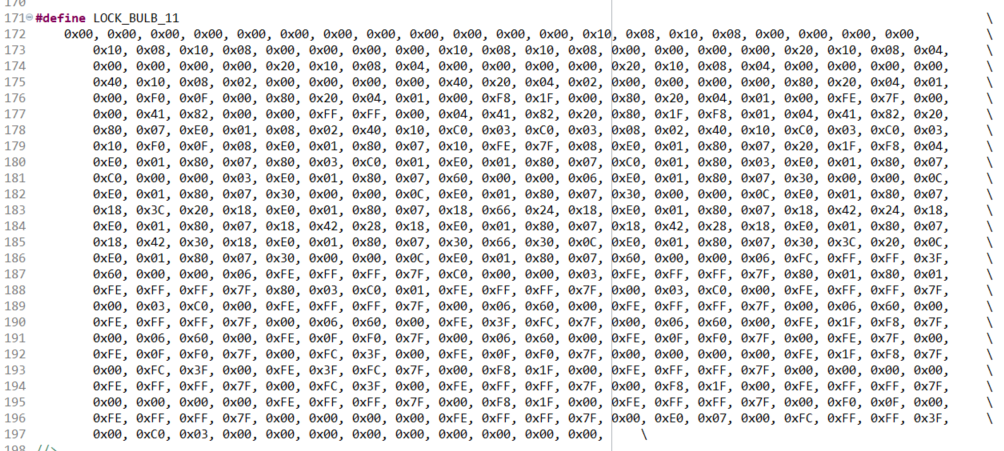 170
171 #define LOCK_BULB_11 \
172 0x00, 0x00, 0x00, 0x00, 0x00, 0x00, 0x00, 0x00, 0x00, 0x00, 0x00, 0x00, 0x10, 0x08, 0x10, 0x08, 0x00, 0x00, 0x00, 0x00, \
173 0x10, 0x08, 0x10, 0x08, 0x00, 0x00, 0x00, 0x00, 0x10, 0x08, 0x10, 0x08, 0x00, 0x00, 0x00, 0x00, 0x20, 0x10, 0x08, 0x04, \
174 0x00, 0x00, 0x00, 0x00, 0x20, 0x10, 0x08, 0x04, 0x00, 0x00, 0x00, 0x00, 0x20, 0x10, 0x08, 0x04, 0x00, 0x00, 0x00, 0x00, \
175 0x40, 0x10, 0x08, 0x02, 0x00, 0x00, 0x00, 0x00, 0x40, 0x20, 0x04, 0x02, 0x00, 0x00, 0x00, 0x00, 0x80, 0x20, 0x04, 0x01, \
176 0x00, 0xF0, 0x0F, 0x00, 0x80, 0x20, 0x04, 0x01, 0x00, 0xF8, 0x1F, 0x00, 0x80, 0x20, 0x04, 0x01, 0x00, 0xFE, 0x7F, 0x00, \
177 0x00, 0x41, 0x82, 0x00, 0x00, 0xFF, 0xFF, 0x00, 0x04, 0x41, 0x82, 0x20, 0x80, 0x1F, 0xF8, 0x01, 0x04, 0x41, 0x82, 0x20, \
178 0x80, 0x07, 0xE0, 0x01, 0x08, 0x02, 0x40, 0x10, 0xC0, 0x03, 0xC0, 0x03, 0x08, 0x02, 0x40, 0x10, 0xC0, 0x03, 0xC0, 0x03, \
179 0x10, 0xF0, 0x0F, 0x08, 0xE0, 0x01, 0x80, 0x07, 0x10, 0xFE, 0x7F, 0x08, 0xE0, 0x01, 0x80, 0x07, 0x20, 0x1F, 0xF8, 0x04, \
180 0xE0, 0x01, 0x80, 0x07, 0x80, 0x03, 0xC0, 0x01, 0xE0, 0x01, 0x80, 0x07, 0xC0, 0x01, 0x80, 0x03, 0xE0, 0x01, 0x80, 0x07, \
181 0xC0, 0x00, 0x00, 0x03, 0xE0, 0x01, 0x80, 0x07, 0x60, 0x00, 0x00, 0x06, 0xE0, 0x01, 0x80, 0x07, 0x30, 0x00, 0x00, 0x0C, \
182 0xE0, 0x01, 0x80, 0x07, 0x30, 0x00, 0x00, 0x0C, 0xE0, 0x01, 0x80, 0x07, 0x30, 0x00, 0x00, 0x0C, 0xE0, 0x01, 0x80, 0x07, \
183 0x18, 0x3C, 0x20, 0x18, 0xE0, 0x01, 0x80, 0x07, 0x18, 0x66, 0x24, 0x18, 0xE0, 0x01, 0x80, 0x07, 0x18, 0x42, 0x24, 0x18, \
184 0xE0, 0x01, 0x80, 0x07, 0x18, 0x42, 0x28, 0x18, 0xE0, 0x01, 0x80, 0x07, 0x18, 0x42, 0x28, 0x18, 0xE0, 0x01, 0x80, 0x07, \
185 0x18, 0x42, 0x30, 0x18, 0xE0, 0x01, 0x80, 0x07, 0x30, 0x66, 0x30, 0x0C, 0xE0, 0x01, 0x80, 0x07, 0x30, 0x3C, 0x20, 0x0C, \
186 0xE0, 0x01, 0x80, 0x07, 0x30, 0x00, 0x00, 0x0C, 0xE0, 0x01, 0x80, 0x07, 0x60, 0x00, 0x00, 0x06, 0xFC, 0xFF, 0xFF, 0x3F, \
187 0x60, 0x00, 0x00, 0x06, 0xFE, 0xFF, 0xFF, 0x7F, 0xC0, 0x00, 0x00, 0x03, 0xFE, 0xFF, 0xFF, 0x7F, 0x80, 0x01, 0x80, 0x01, \
188 0xFE, 0xFF, 0xFF, 0x7F, 0x80, 0x03, 0xC0, 0x01, 0xFE, 0xFF, 0xFF, 0x7F, 0x00, 0x03, 0xC0, 0x00, 0xFE, 0xFF, 0xFF, 0x7F, \
189 0x00, 0x03, 0xC0, 0x00, 0xFE, 0xFF, 0xFF, 0x7F, 0x00, 0x06, 0x60, 0x00, 0xFE, 0xFF, 0xFF, 0x7F, 0x00, 0x06, 0x60, 0x00, \
190 0xFE, 0xFF, 0xFF, 0x7F, 0x00, 0x06, 0x60, 0x00, 0xFE, 0x3F, 0xFC, 0x7F, 0x00, 0x06, 0x60, 0x00, 0xFE, 0x1F, 0xF8, 0x7F, \
191 0x00, 0x06, 0x60, 0x00, 0xFE, 0x0F, 0xF0, 0x7F, 0x00, 0x06, 0x60, 0x00, 0xFE, 0x0F, 0xF0, 0x7F, 0x00, 0xFE, 0x7F, 0x00, \
192 0xFE, 0x0F, 0xF0, 0x7F, 0x00, 0xFC, 0x3F, 0x00, 0xFE, 0x0F, 0xF0, 0x7F, 0x00, 0x00, 0x00, 0x00, 0xFE, 0x1F, 0xF8, 0x7F, \
193 0x00, 0xFC, 0x3F, 0x00, 0xFE, 0x3F, 0xFC, 0x7F, 0x00, 0xF8, 0x1F, 0x00, 0xFE, 0xFF, 0xFF, 0x7F, 0x00, 0x00, 0x00, 0x00, \
194 0xFE, 0xFF, 0xFF, 0x7F, 0x00, 0xFC, 0x3F, 0x00, 0xFE, 0xFF, 0xFF, 0x7F, 0x00, 0xF8, 0x1F, 0x00, 0xFE, 0xFF, 0xFF, 0x7F, \
195 0x00, 0x00, 0x00, 0x00, 0xFE, 0xFF, 0xFF, 0x7F, 0x00, 0xF8, 0x1F, 0x00, 0xFE, 0xFF, 0xFF, 0x7F, 0x00, 0xF0, 0x0F, 0x00, \
196 0xFE, 0xFF, 0xFF, 0x7F, 0x00, 0x00, 0x00, 0x00, 0xFE, 0xFF, 0xFF, 0x7F, 0x00, 0xE0, 0x07, 0x00, 0xFC, 0xFF, 0xFF, 0x3F, \
197 0x00, 0xC0, 0x03, 0x00, 0x00, 0x00, 0x00, 0x00, 0x00, 0x00, 0x00, 0x00, \
198 //>